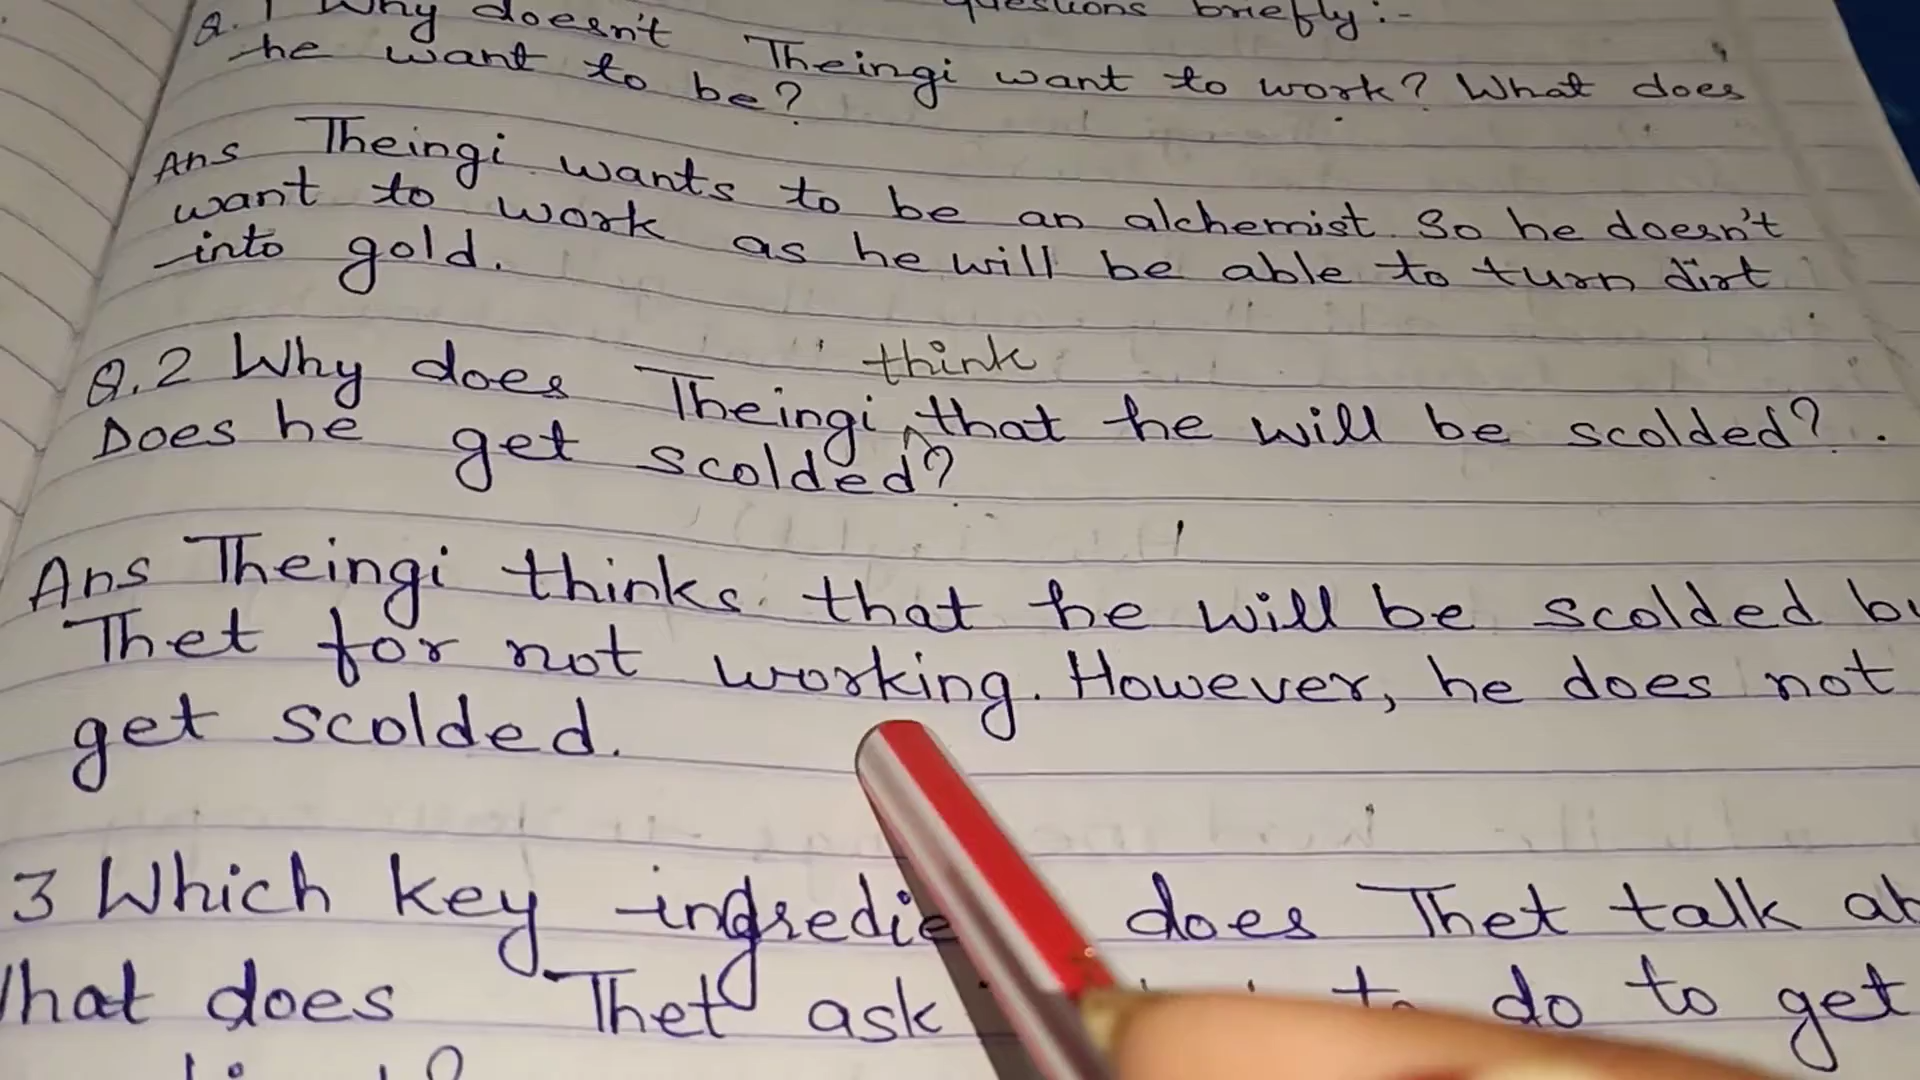 questions briefly:-
Q.1 Why doesn't Theingi want to work? What does
he want to be?
Ans Theingi wants to be an alchemist. So he doesn't
want to work as he will be able to turn dirt
into gold.
think
Q.2 Why does Theingi that he will be scolded?
Does he get scolded?
Ans Theingi thinks that he will be scolded
Thet for not working. However, he does not
get scolded.
3 Which key does Thet talk
does Thet ask to do to get